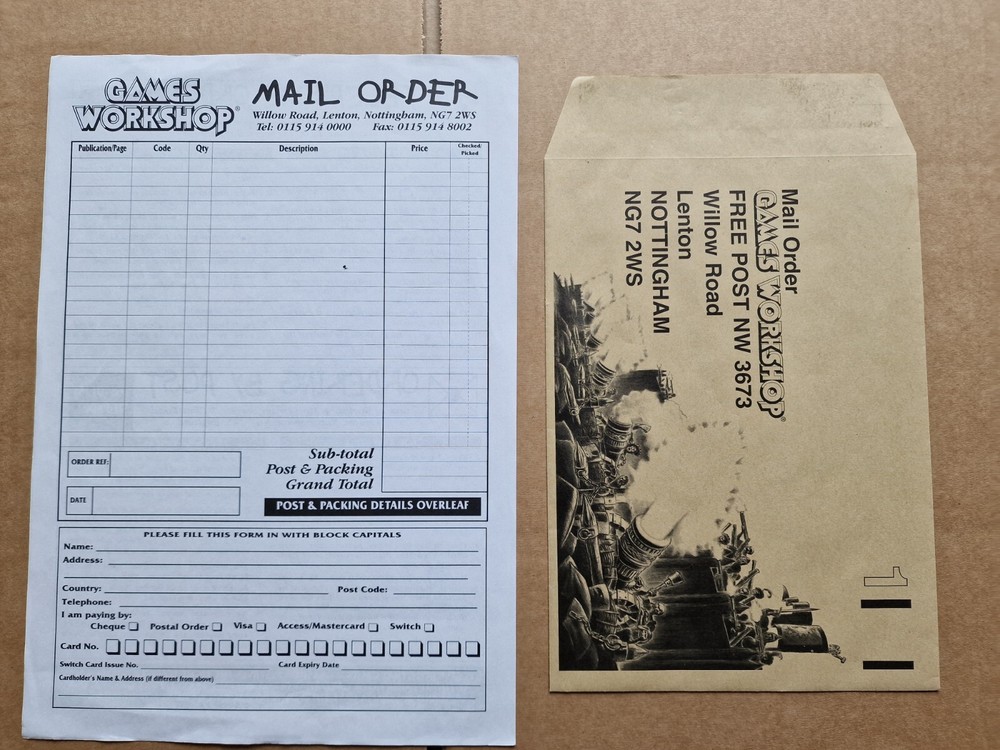 GAMES WORKSHOP®
MAIL ORDER
Willow Road, Lenton, Nottingham, NG7 2WS
Tel: 0115 914 0000 Fax: 0115 914 8002
Publication/Page Code Qty Description Price Checked/Picked
Sub-total
ORDER REF:
Post & Packing
Grand Total
DATE
POST & PACKING DETAILS OVERLEAF
PLEASE FILL THIS FORM IN WITH BLOCK CAPITALS
Name:
Address:
Country: Post Code:
Telephone:
I am paying by:
Cheque Postal Order Visa Access/Mastercard Switch
Card No.
Switch Card Issue No. Card Expiry Date
Cardholder's Name & Address (if different from above)
Mail Order
GAMES WORKSHOP
FREE POST NW 3673
Willow Road
Lenton
NOTTINGHAM
NG7 2WS
1